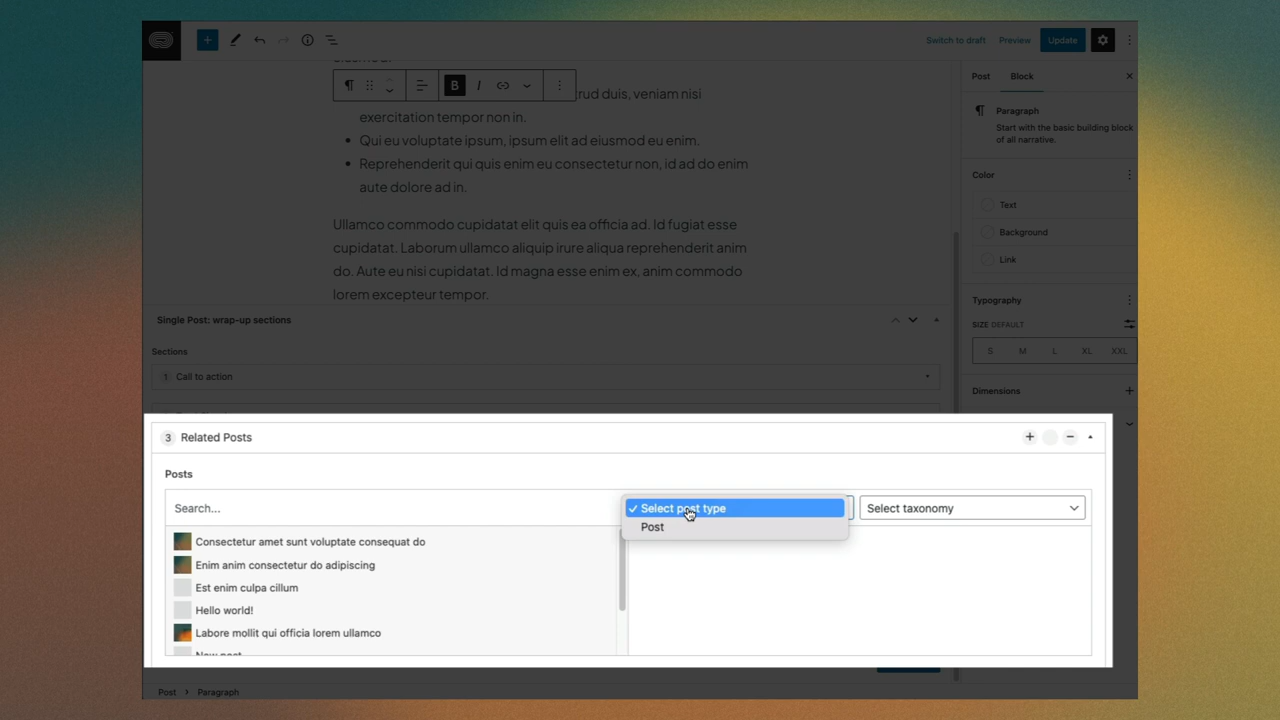 Switch to draft
Preview
Update
eiusmod.
B
I
trud duis, veniam nisi
exercitation tempor non in.
Qui eu voluptate ipsum, ipsum elit ad eiusmod eu enim.
Reprehenderit qui quis enim eu consectetur non, id ad do enim
aute dolore ad in.
Ullamco commodo cupidatat elit quis ea officia ad. Id fugiat esse
cupidatat. Laborum ullamco aliquip irure aliqua reprehenderit anim
do. Aute eu nisi cupidatat. Id magna esse enim ex, anim commodo
lorem excepteur tempor.
Post
Block
Paragraph
Start with the basic building block
of all narrative.
Color
Text
Background
Link
Typography
SIZE DEFAULT
S
M
L
XL
XXL
Dimensions
Single Post: wrap-up sections
Sections
1 Call to action
3 Related Posts
Posts
Search...
Select post type
Post
Select taxonomy
Consectetur amet sunt voluptate consequat do
Enim anim consectetur do adipiscing
Est enim culpa cillum
Hello world!
Labore mollit qui officia lorem ullamco
New post
Post
Paragraph